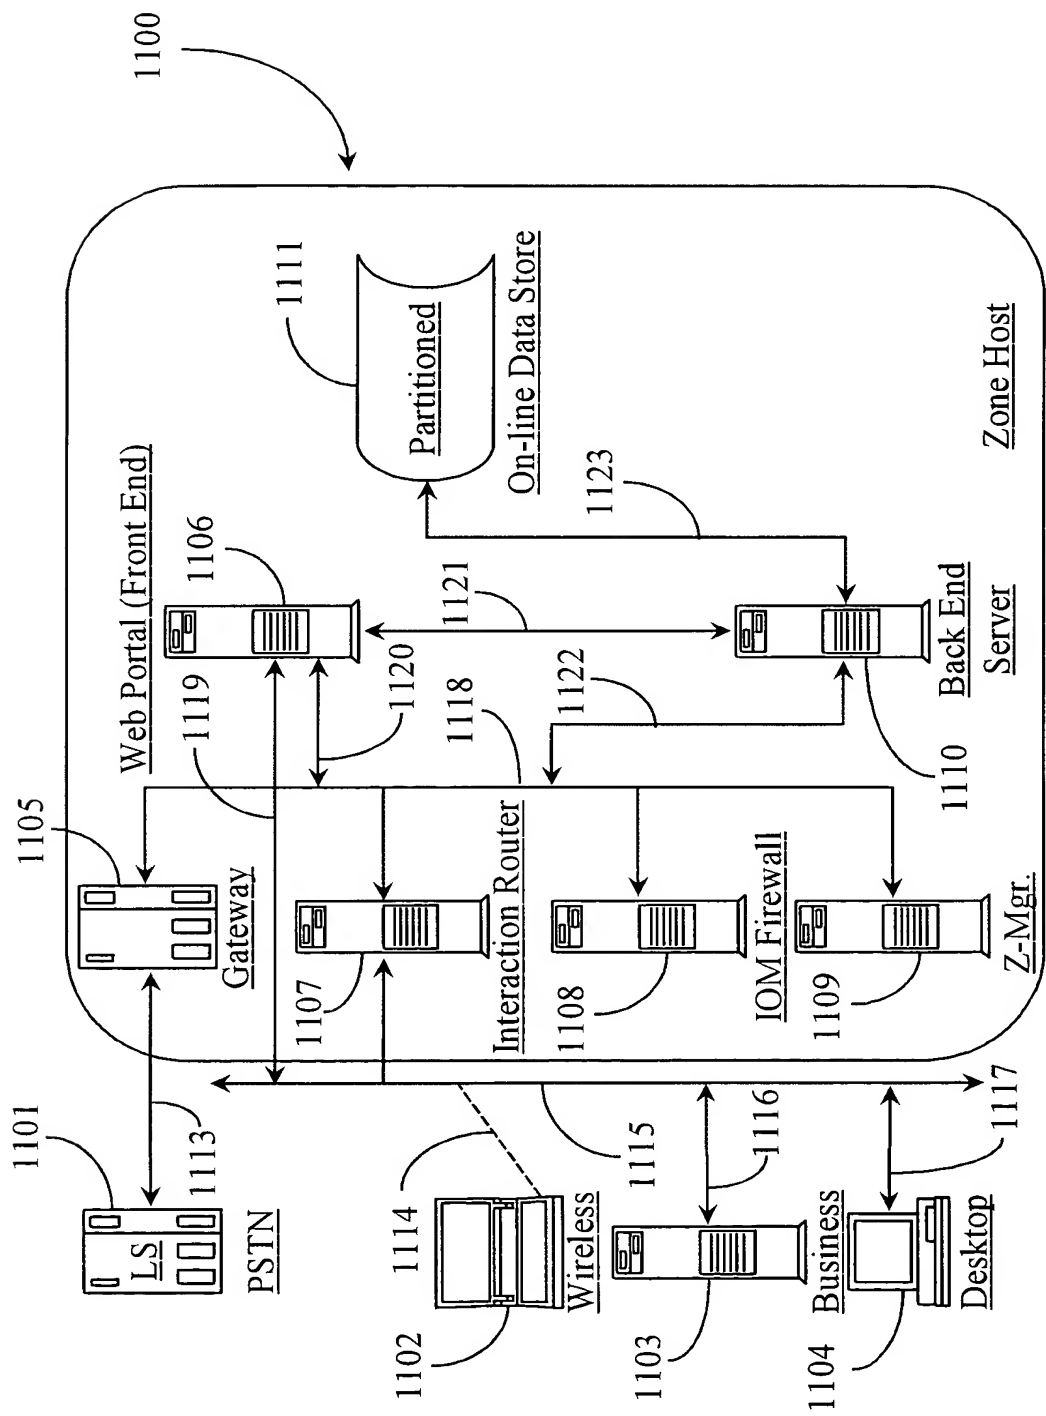 1100
1101
LS
PSTN
1113
1105
Gateway
Web Portal (Front End)
1106
1119
1120
1118
1111
Partitioned
On-line Data Store
1121
1122
1123
1107
Interaction Router
1108
IOM Firewall
1109
Z-Mgr.
1110
Back End
Server
Zone Host
1114
1102
Wireless
1115
1116
1103
Business
1117
1104
Desktop